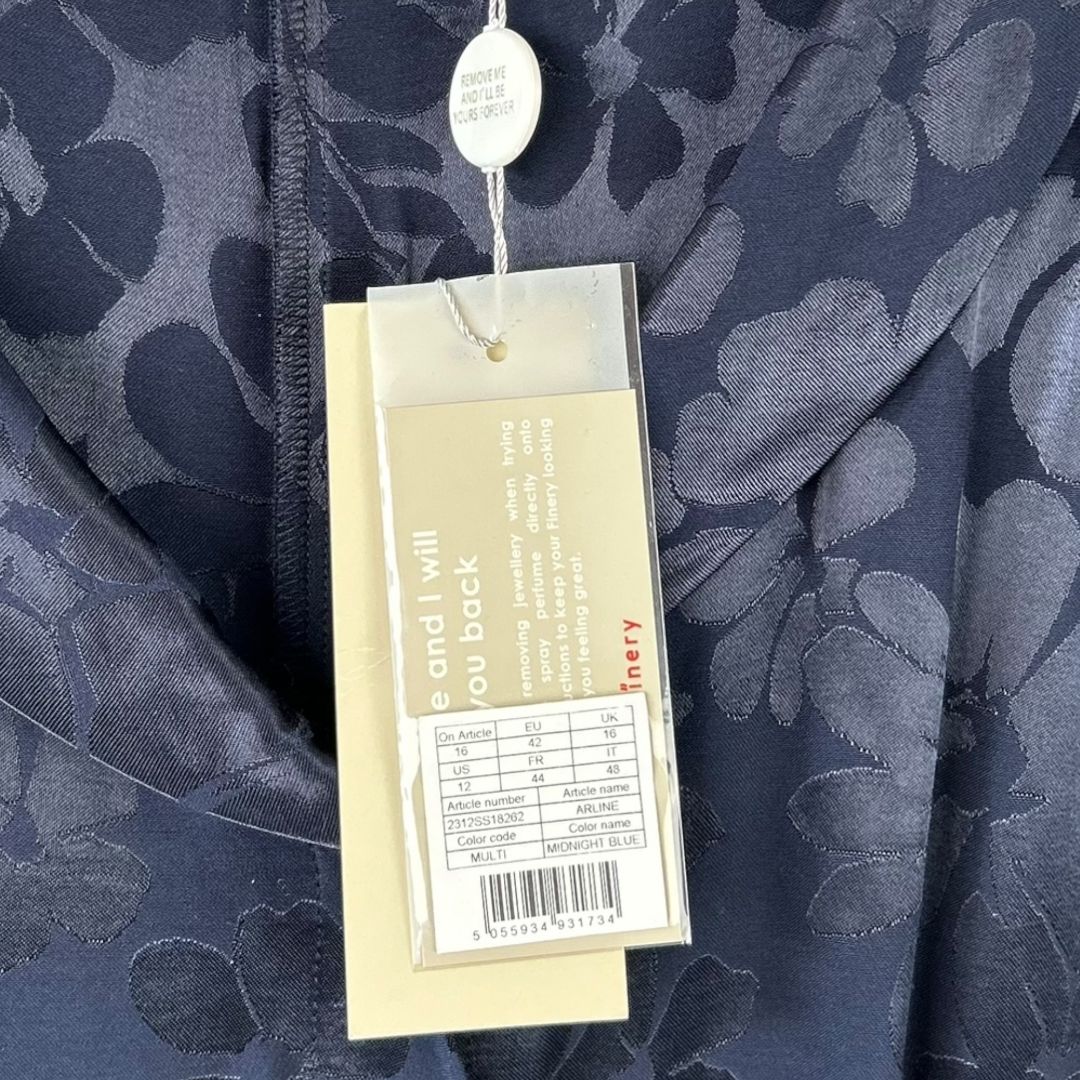 REMOVE ME
AND I'LL BE
YOURS FOREVER
e and I will
you back
removing jewellery when trying
spray perfume directly onto
uctions to keep your Finery looking
you feeling great.
inery
On Article EU UK
16 42 16
US FR IT
12 44 48
Article number Article name
2312SS18262 ARLINE
Color code Color name
MULTI MIDNIGHT BLUE
5 055934 931734